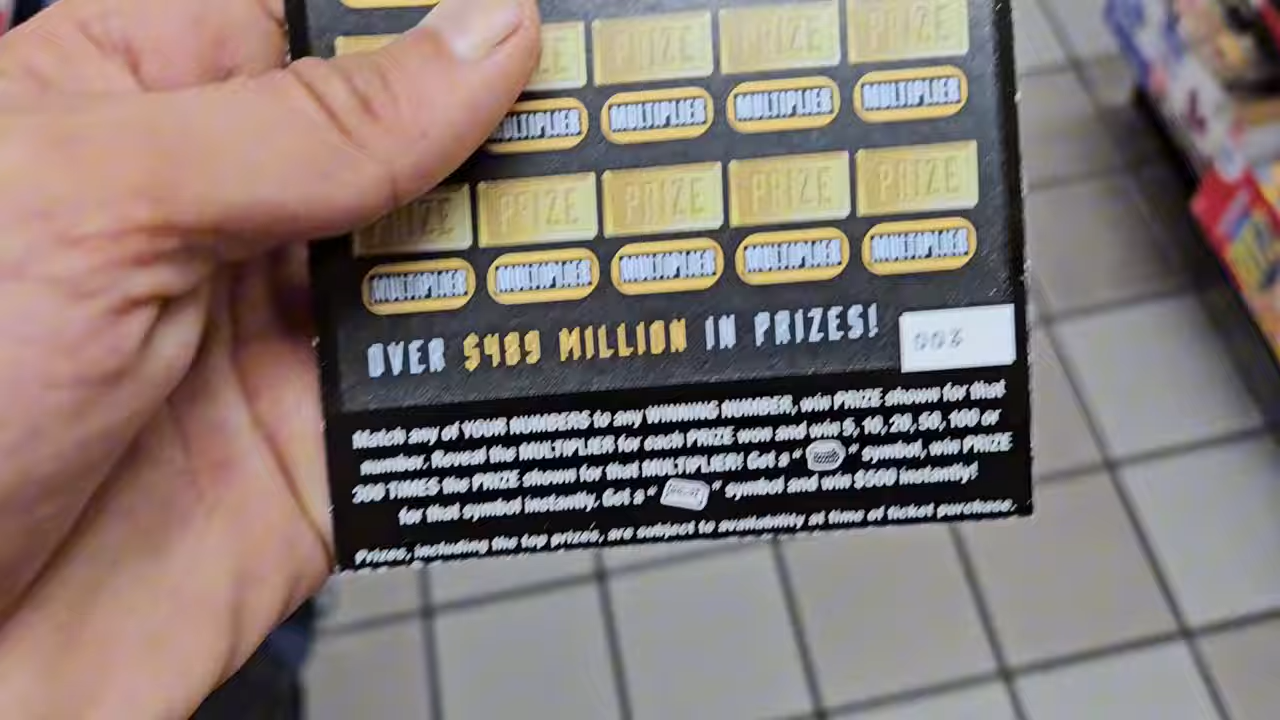 PRIZE PRIZE PRIZE
MULTIPLIER MULTIPLIER MULTIPLIER MULTIPLIER
PRIZE PRIZE PRIZE PRIZE PRIZE
MULTIPLIER MULTIPLIER MULTIPLIER MULTIPLIER MULTIPLIER
OVER $489 MILLION IN PRIZES!
003
Match any of YOUR NUMBERS to any WINNING NUMBER, win PRIZE shown for that
number. Reveal the MULTIPLIER for each PRIZE won and win 5, 10, 20, 50, 100 or
200 TIMES the PRIZE shown for that MULTIPLIER! Get a " " symbol, win PRIZE
for that symbol instantly. Get a " " symbol and win $500 instantly!
Prizes, including the top prizes, are subject to availability at time of ticket purchase.